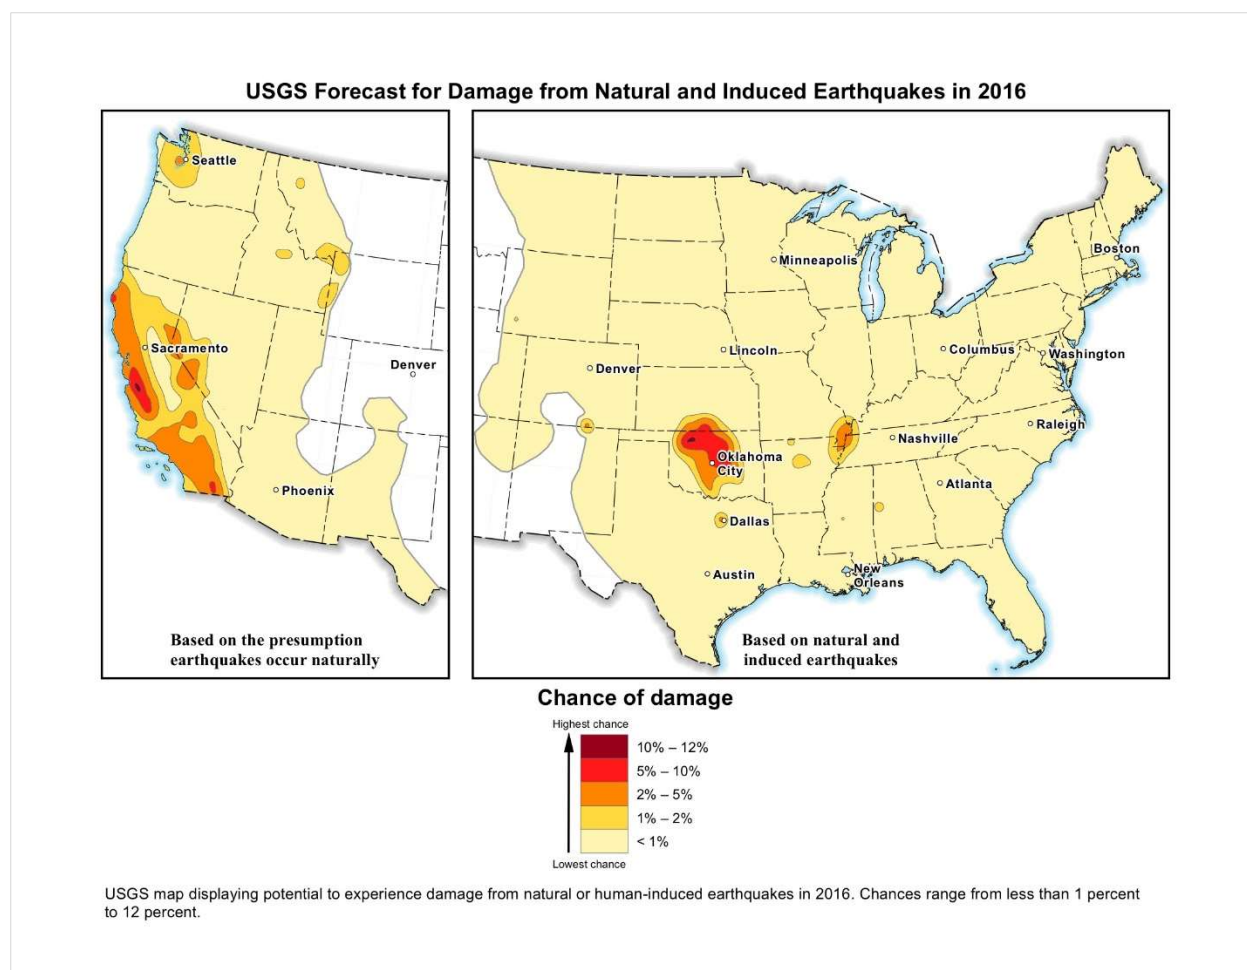 USGS Forecast for Damage from Natural and Induced Earthquakes in 2016
Seattle
Sacramento
Denver
Phoenix
Based on the presumption
earthquakes occur naturally
Minneapolis
Boston
Lincoln
Columbus
Washington
Denver
Nashville
Raleigh
Oklahoma
City
Atlanta
Dallas
Austin
New
Orleans
Based on natural and
induced earthquakes
Chance of damage
Highest chance
10% – 12%
5% – 10%
2% – 5%
1% – 2%
< 1%
Lowest chance
USGS map displaying potential to experience damage from natural or human-induced earthquakes in 2016. Chances range from less than 1 percent
to 12 percent.